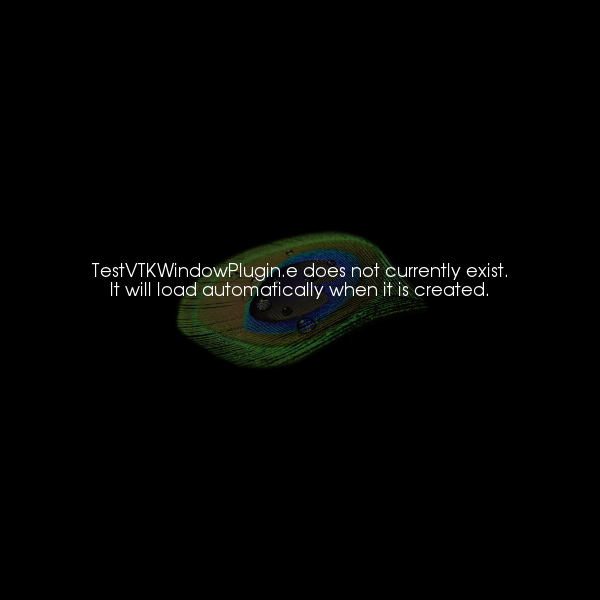 TestVTKWindowPlugin.e does not currently exist.
It will load automatically when it is created.